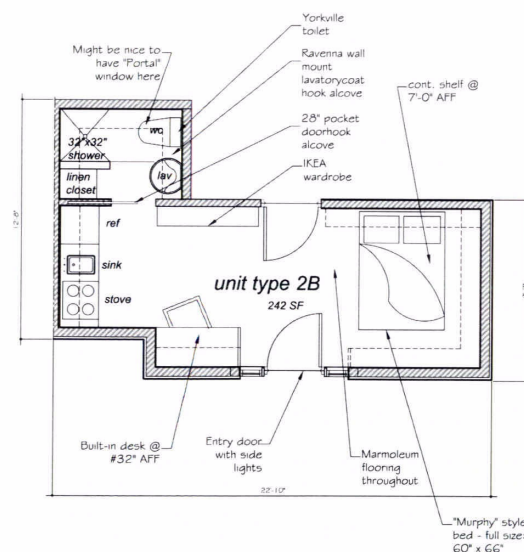 Yorkville
toilet
Might be nice to
have "Portal"
window here
Ravenna wall
mount
lavatorycoat
hook alcove
cont. shelf @
7'-0" AFF
28" pocket
doorhook
alcove
IKEA
wardrobe
wc
32"x32"
shower
linen
closet
lav
12'-8"
ref
sink
stove
unit type 2B
242 SF
Built-in desk @
#32" AFF
Entry door
with side
lights
Marmoleum
flooring
throughout
22'-10"
"Murphy" style
bed - full size:
60" x 66"